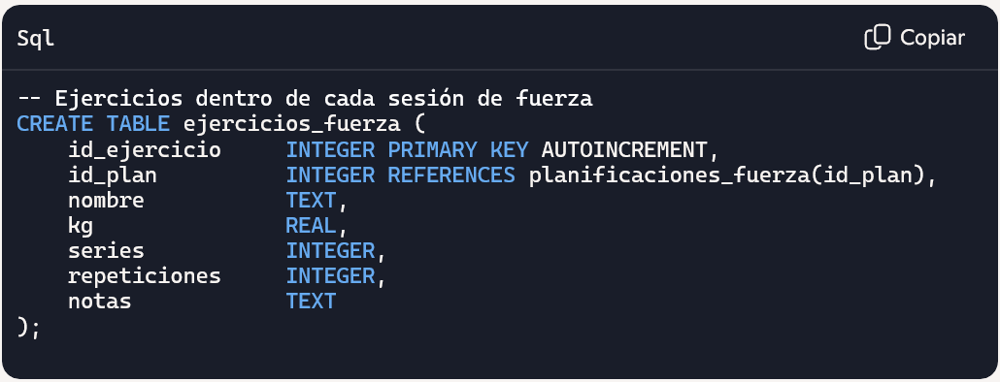 Sql
Copiar
-- Ejercicios dentro de cada sesión de fuerza
CREATE TABLE ejercicios_fuerza (
    id_ejercicio     INTEGER PRIMARY KEY AUTOINCREMENT,
    id_plan          INTEGER REFERENCES planificaciones_fuerza(id_plan),
    nombre           TEXT,
    kg               REAL,
    series           INTEGER,
    repeticiones     INTEGER,
    notas            TEXT
);